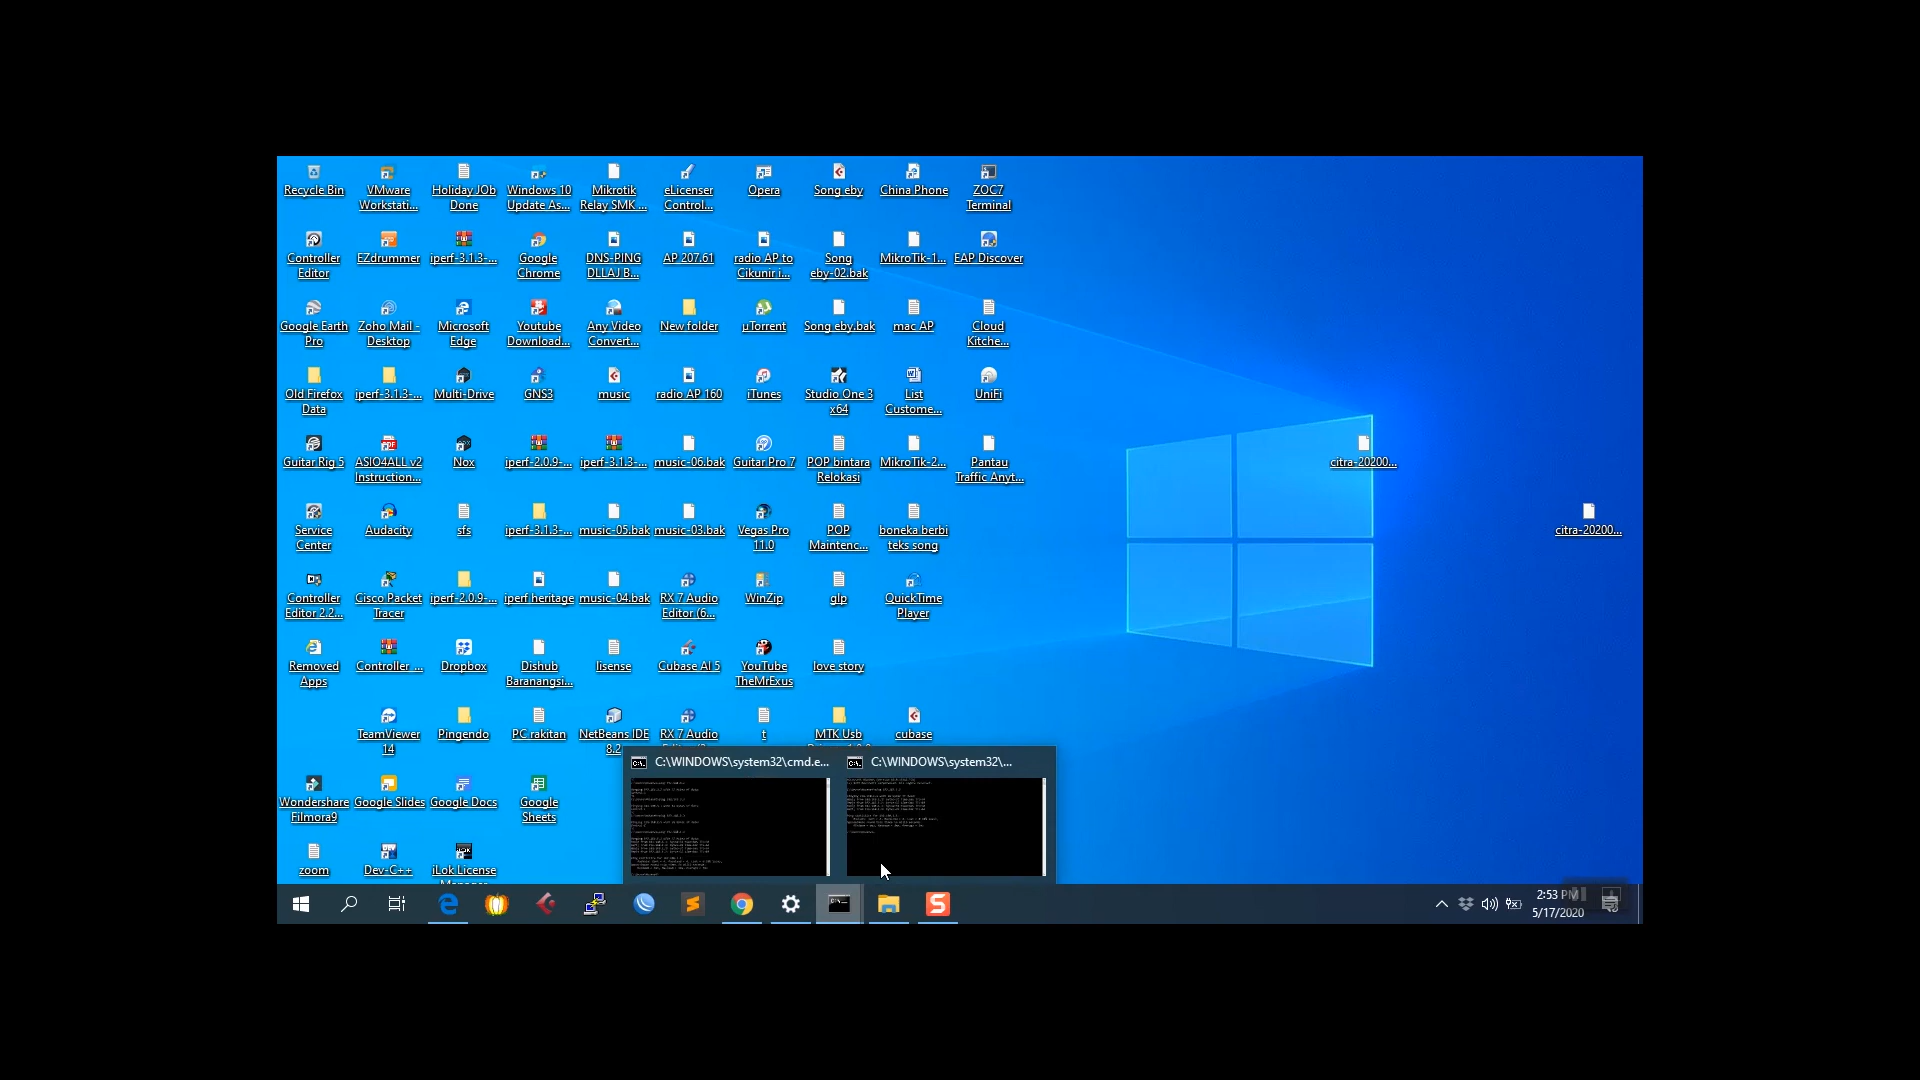 Recycle Bin
VMware
Workstati...
Holiday JOb
Done
Windows 10
Update As...
Mikrotik
Relay SMK ...
eLicenser
Control...
Opera
Song eby
China Phone
ZOC7
Terminal
Controller
Editor
EZdrummer
iperf-3.1.3-...
Google
Chrome
DNS-PING
DLLAJ B...
AP 207.61
radio AP to
Cikunir i...
Song
eby-02.bak
MikroTik-1...
EAP Discover
Google Earth
Pro
Zoho Mail -
Desktop
Microsoft
Edge
Youtube
Download...
Any Video
Convert...
New folder
µTorrent
Song eby.bak
mac AP
Cloud
Kitche...
Old Firefox
Data
iperf-3.1.3-...
Multi-Drive
GNS3
music
radio AP 160
iTunes
Studio One 3
x64
List
Custome...
UniFi
Guitar Rig 5
ASIO4ALL v2
Instruction...
Nox
iperf-2.0.9-...
iperf-3.1.3-...
music-06.bak
Guitar Pro 7
POP bintara
Relokasi
MikroTik-2...
Pantau
Traffic Anyt...
citra-20200...
Service
Center
Audacity
sfs
iperf-3.1.3-...
music-05.bak
music-03.bak
Vegas Pro
11.0
POP
Maintenc...
boneka berbi
teks song
citra-20200...
Controller
Editor 2.2...
Cisco Packet
Tracer
iperf-2.0.9-...
iperf heritage
music-04.bak
RX 7 Audio
Editor (6...
WinZip
glp
QuickTime
Player
Removed
Apps
Controller_...
Dropbox
Dishub
Baranangsi...
lisense
Cubase AI 5
YouTube
TheMrExus
love story
TeamViewer
14
Pingendo
PC rakitan
NetBeans IDE
8.2
RX 7 Audio
t
MTK Usb
cubase
C:\WINDOWS\system32\cmd.e...
C:\WINDOWS\system32\...
Wondershare
Filmora9
Google Slides
Google Docs
Google
Sheets
zoom
Dev-C++
iLok License
2:53 PM
5/17/2020